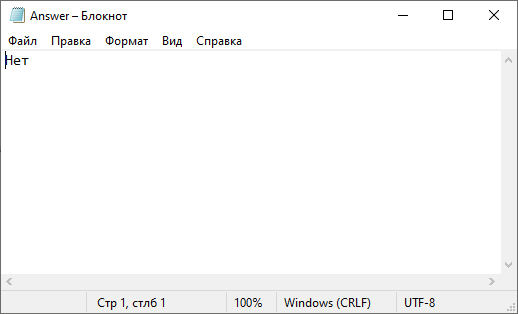 Answer – Блокнот
Файл Правка Формат Вид Справка
Нет
Стр 1, стлб 1 100% Windows (CRLF) UTF-8